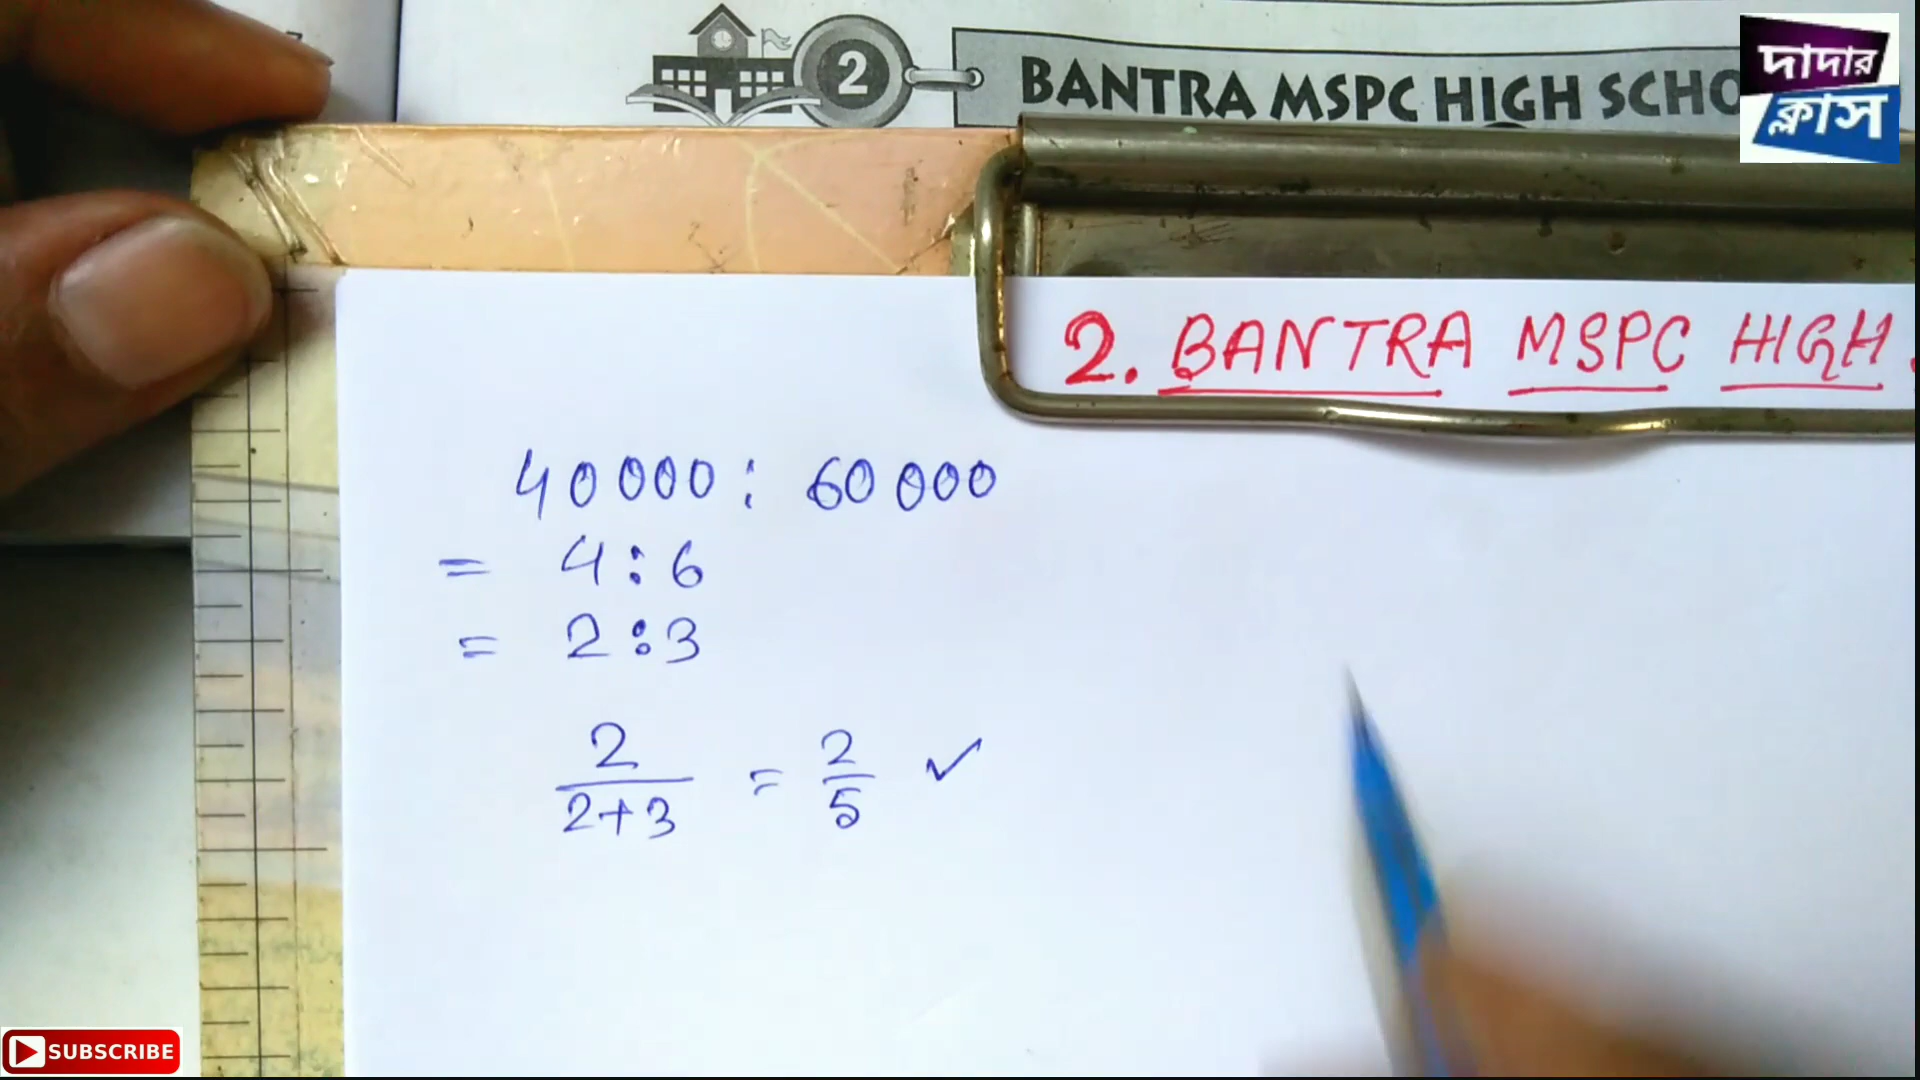 2 BANTRA MSPC HIGH SCHO
দাদার
ক্লাস
2. BANTRA MSPC HIGH
40000 : 60000
= 4 : 6
= 2 : 3
2/2+3 = 2/5 ✓
SUBSCRIBE